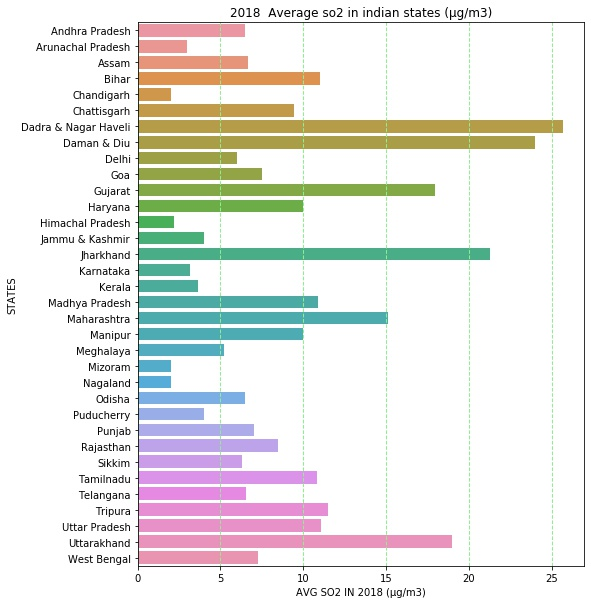 2018  Average so2 in indian states (µg/m3)
Andhra Pradesh
Arunachal Pradesh
Assam
Bihar
Chandigarh
Chattisgarh
Dadra & Nagar Haveli
Daman & Diu
Delhi
Goa
Gujarat
Haryana
Himachal Pradesh
Jammu & Kashmir
Jharkhand
Karnataka
Kerala
Madhya Pradesh
Maharashtra
Manipur
Meghalaya
Mizoram
Nagaland
Odisha
Puducherry
Punjab
Rajasthan
Sikkim
Tamilnadu
Telangana
Tripura
Uttar Pradesh
Uttarakhand
West Bengal
STATES
0 5 10 15 20 25
AVG SO2 IN 2018 (µg/m3)